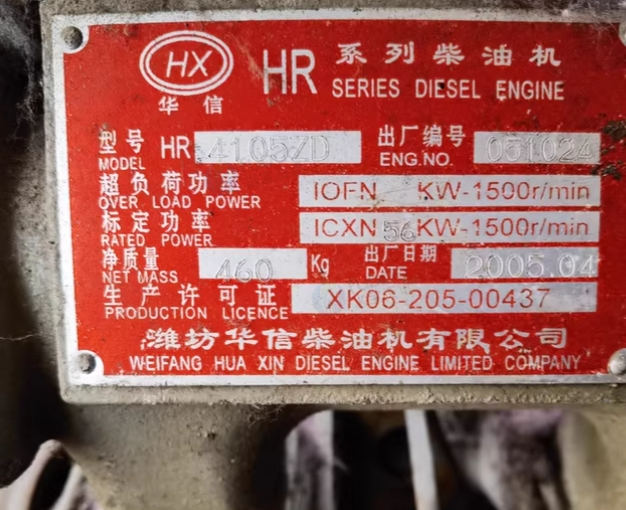 HX
华信
HR 系列柴油机
SERIES DIESEL ENGINE
型号 HR 4105ZD 出厂编号 051024
MODEL ENG.NO.
超负荷功率 IOFN KW-1500r/min
OVER LOAD POWER
标定功率 ICXN 56 KW-1500r/min
RATED POWER
净质量 460 Kg 出厂日期 2005.04
NET MASS DATE
生产许可证 XK06-205-00437
PRODUCTION LICENCE
潍坊华信柴油机有限公司
WEIFANG HUA XIN DIESEL ENGINE LIMITED COMPANY